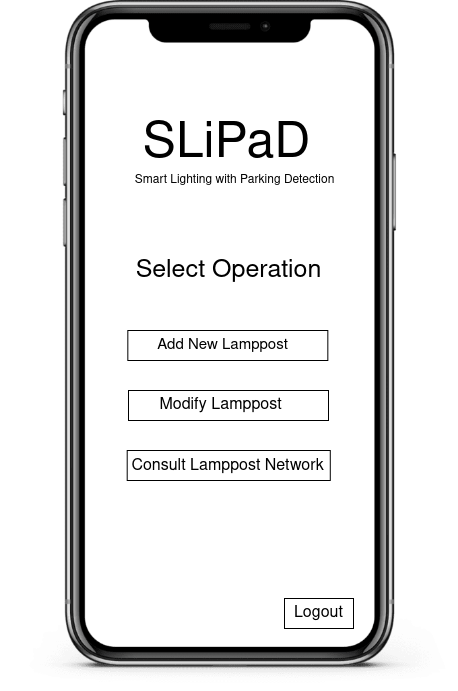 SLiPaD
Smart Lighting with Parking Detection
Select Operation
Add New Lamppost
Modify Lamppost
Consult Lamppost Network
Logout